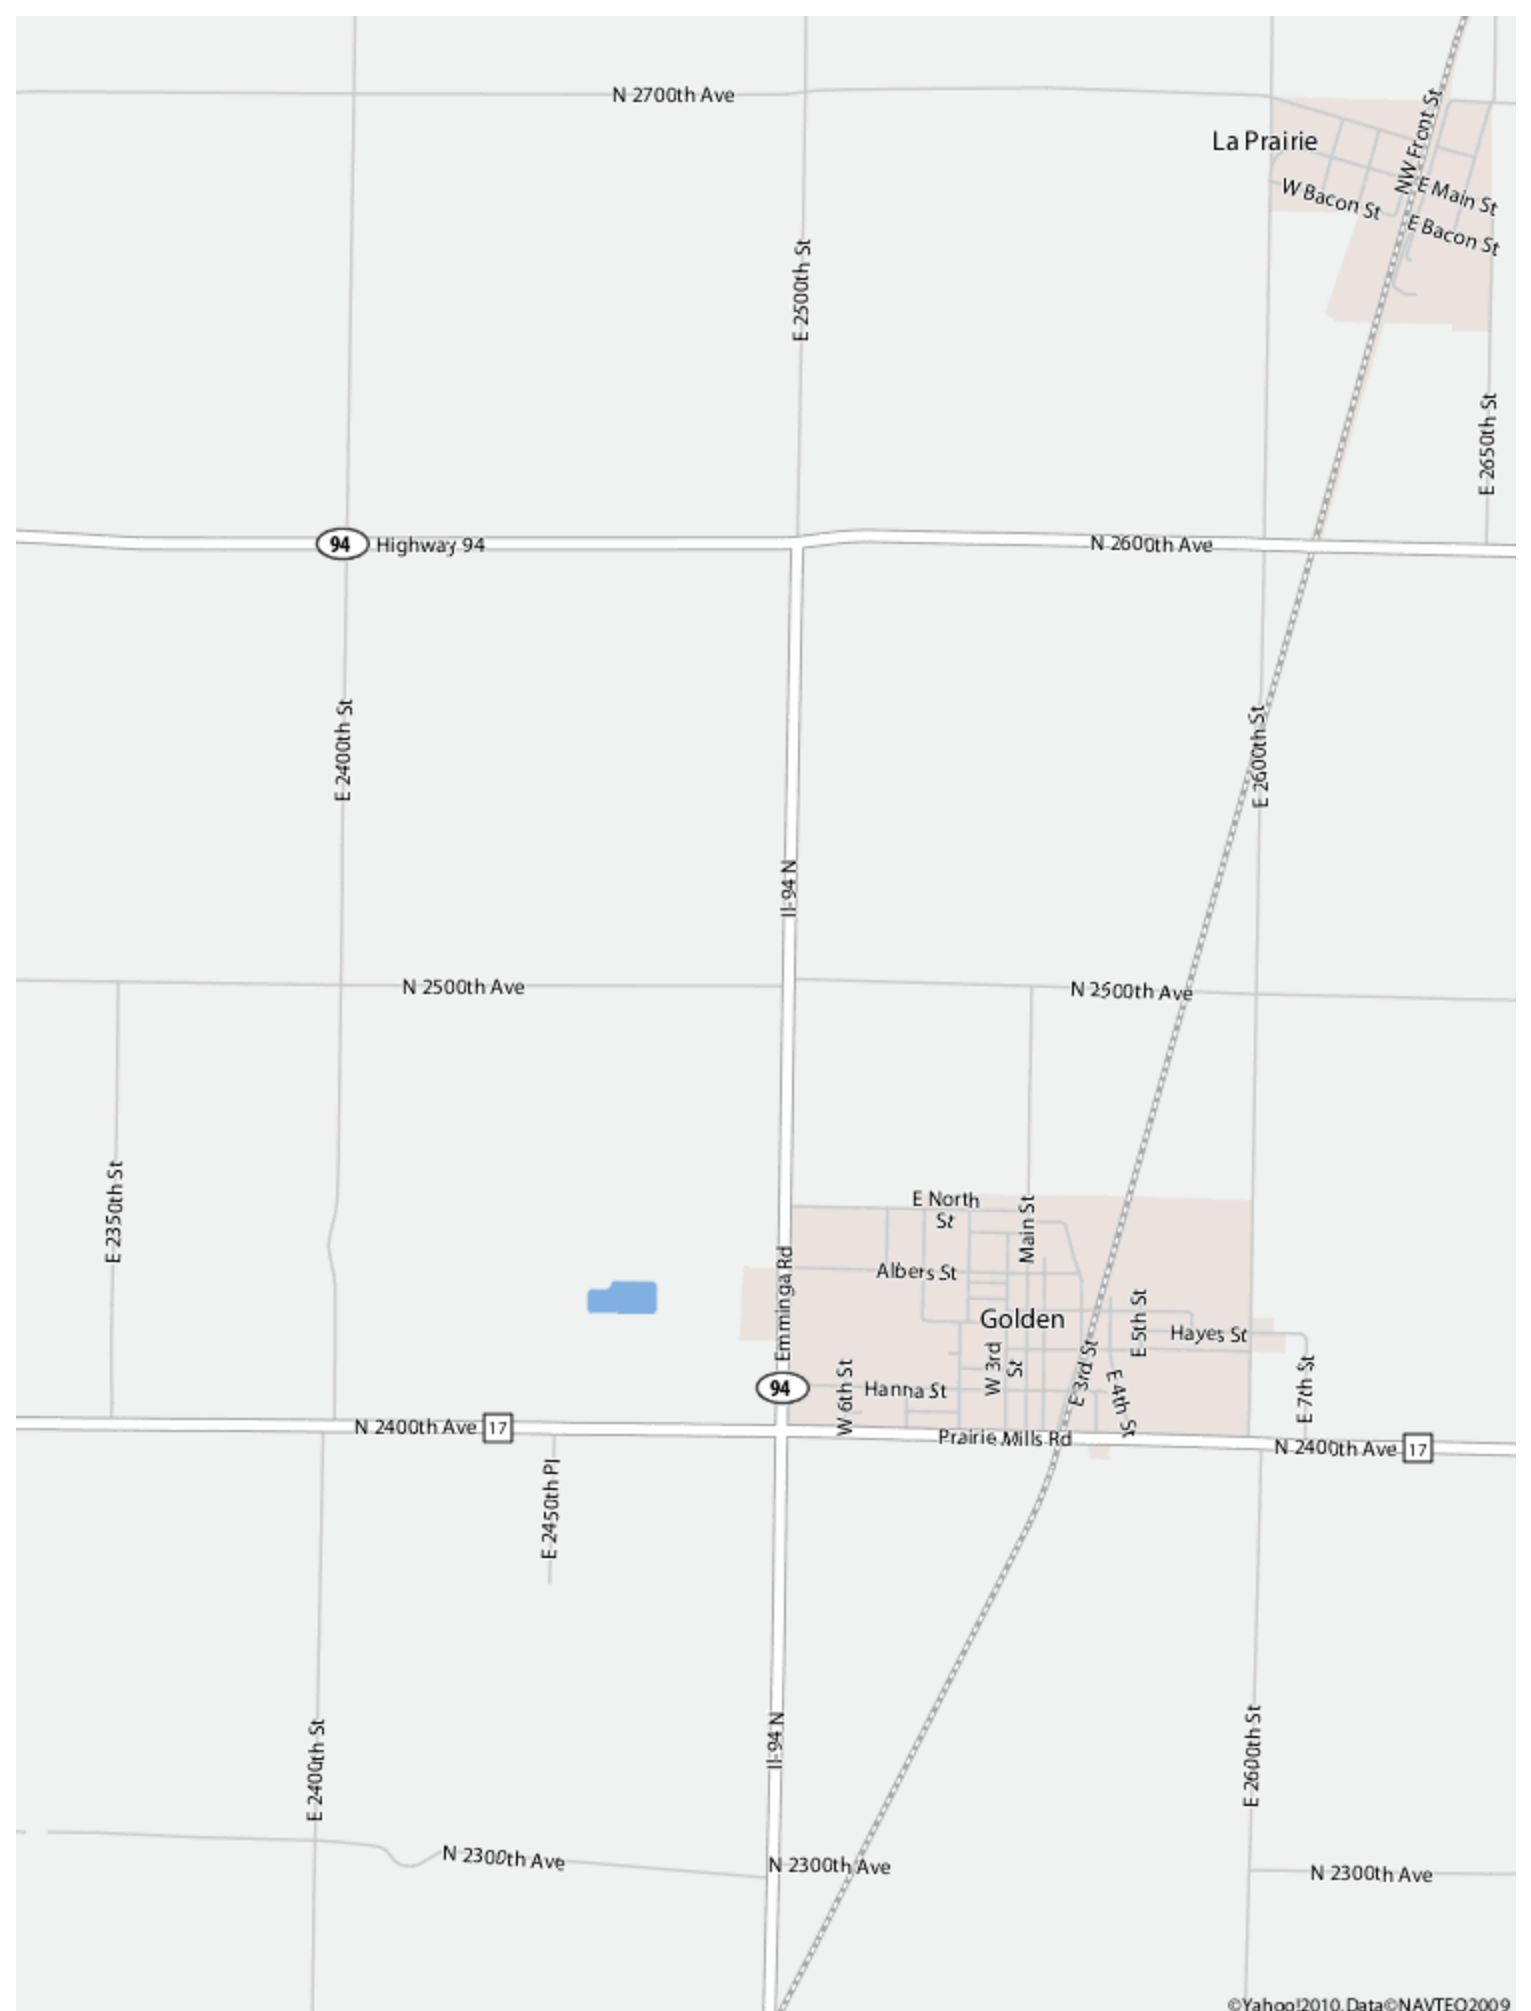 N 2700th Ave
La Prairie
NW Front St
W Bacon St
E Main St
E Bacon St
E 2500th St
E 2650th St
94
Highway 94
N 2600th Ave
E 2400th St
E 2600th St
Il-94 N
N 2500th Ave
N 2500th Ave
E 2350th St
E North
St
Main St
Emminga Rd
Albers St
Golden
E 5th St
Hayes St
W 3rd
St
E 3rd St
E 4th St
E 7th St
94
W 6th St
Hanna St
N 2400th Ave
17
Prairie Mills Rd
N 2400th Ave
17
E 2450th Pl
E 2400th St
Il-94 N
E 2600th St
N 2300th Ave
N 2300th Ave
N 2300th Ave
©Yahoo!2010, Data©NAVTEQ2009